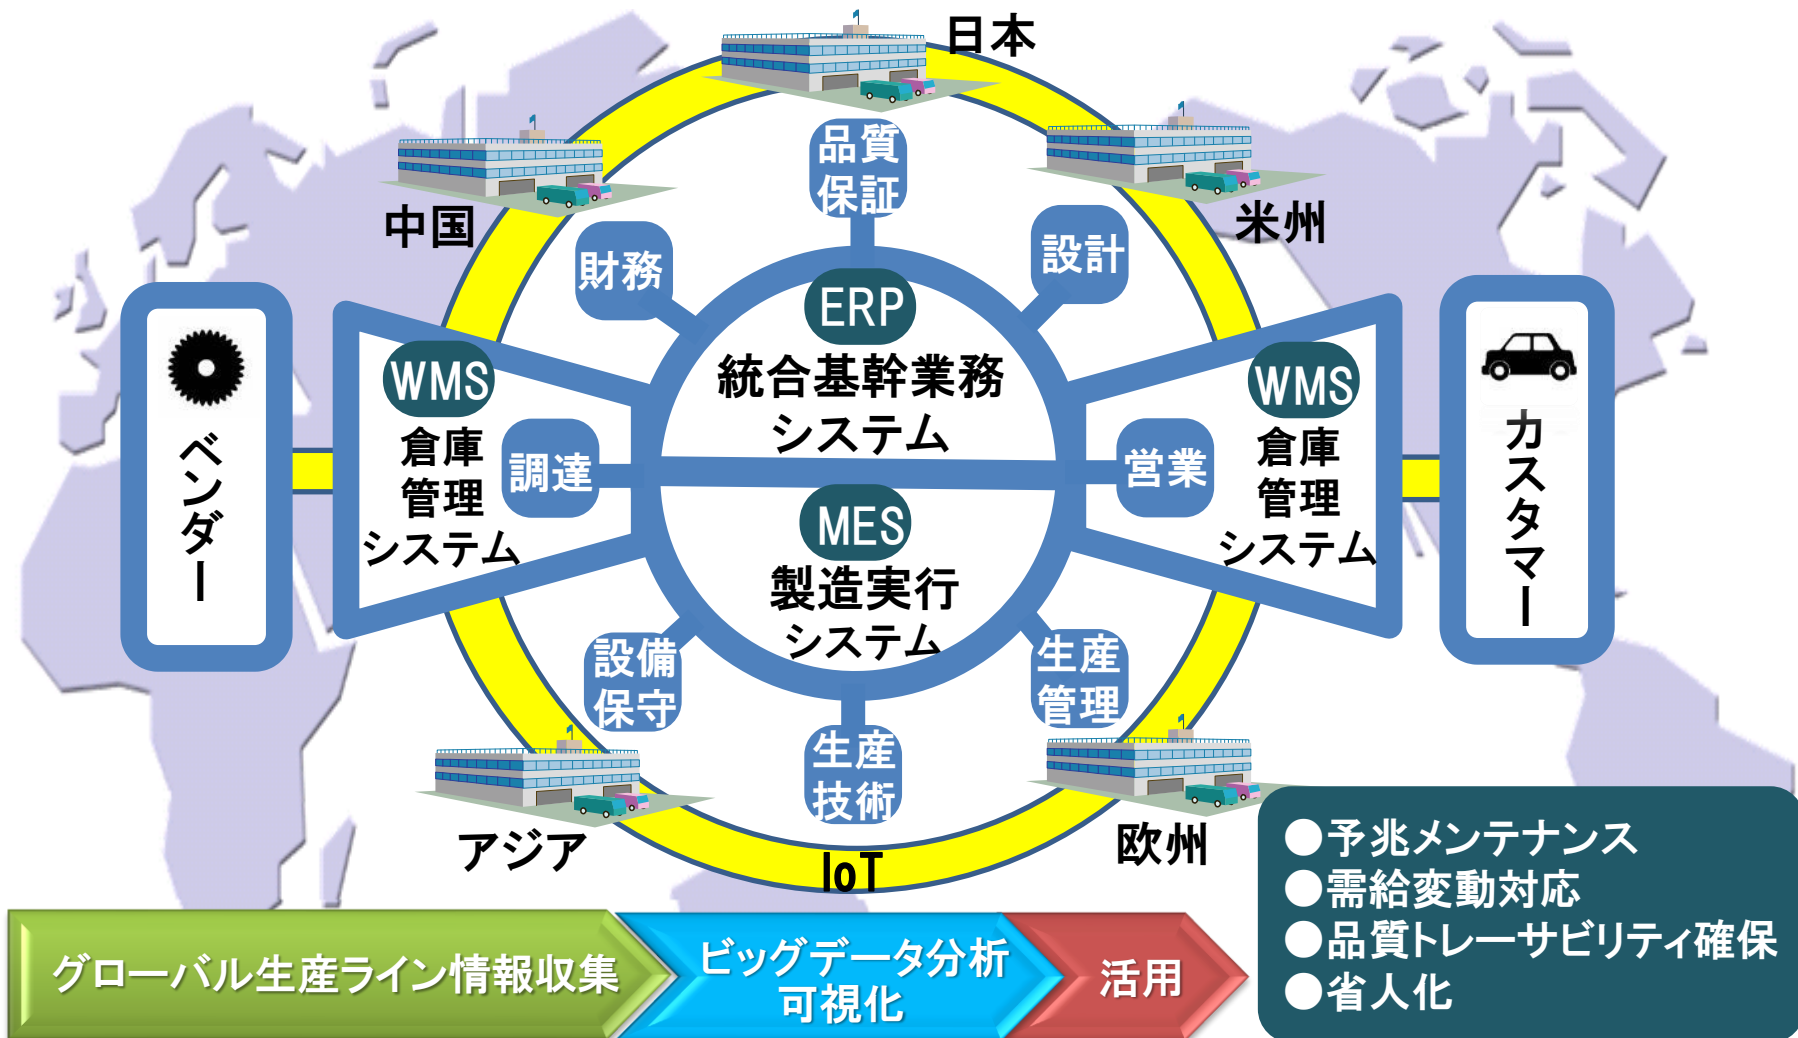 日本
中国
米州
品質
保証
財務
設計
ERP
統合基幹業務
システム
WMS
倉庫
管理
システム
調達
営業
WMS
倉庫
管理
システム
ベンダー
カスタマー
MES
製造実行
システム
設備
保守
生産
管理
生産
技術
アジア
欧州
IoT
グローバル生産ライン情報収集
ビッグデータ分析
可視化
活用
●予兆メンテナンス
●需給変動対応
●品質トレーサビリティ確保
●省人化